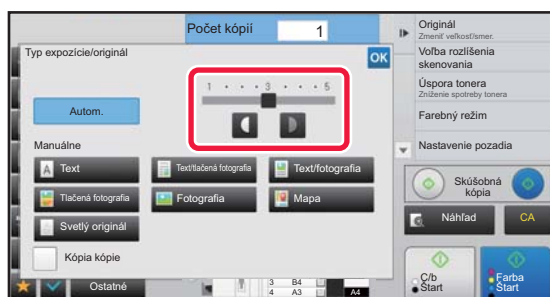 Počet kópií 1
Typ expozície/originál
OK
1 • • • 3 • • • 5
Autom.
Manuálne
A Text
Text/tlačená fotografia
Text/fotografia
Tlačená fotografia
Fotografia
Mapa
Svetlý originál
Kópia kópie
Ostatné
3 B4
4 A3
A4
Originál
Zmeniť veľkosť/smer.
Voľba rozlíšenia
skenovania
Úspora tonera
Zníženie spotreby tonera
Farebný režim
Nastavenie pozadia
Skúšobná
kópia
Náhľad
CA
Č/b
Štart
Farba
Štart